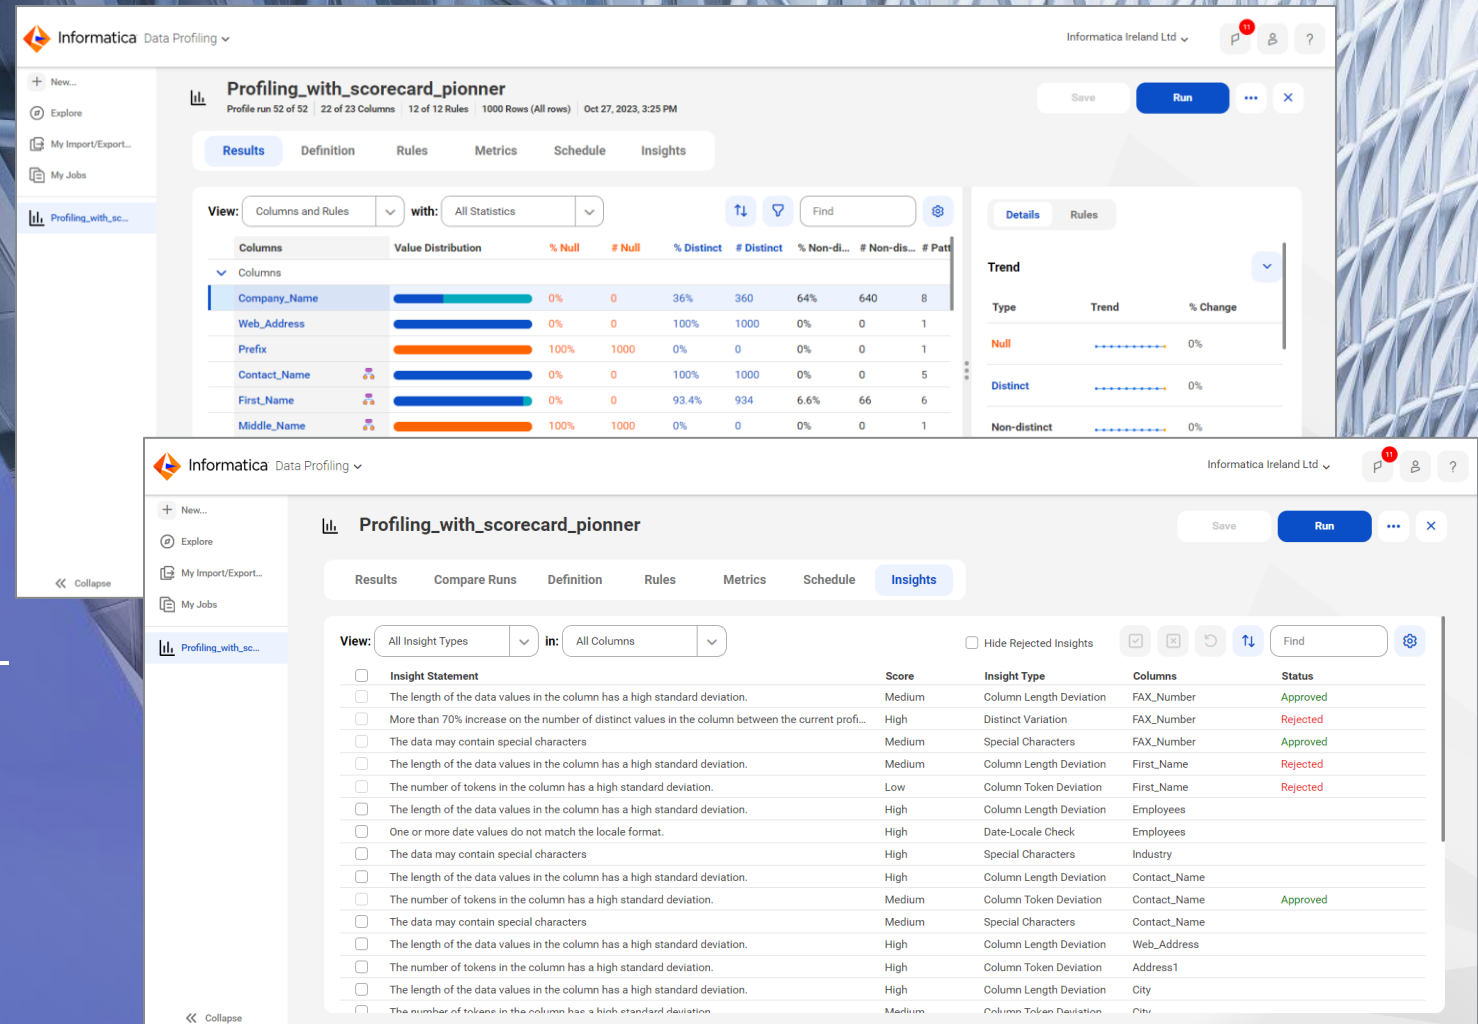 Informatica Data Profiling
Informatica Ireland Ltd
11
?
New...
Explore
My Import/Export...
My Jobs
Profiling_with_sc...
Collapse
Profiling_with_scorecard_pionner
Profile run 52 of 52 22 of 23 Columns 12 of 12 Rules 1000 Rows (All rows) Oct 27, 2023, 3:25 PM
Save Run
Results Definition Rules Metrics Schedule Insights
View: Columns and Rules with: All Statistics Find
Columns Value Distribution % Null # Null % Distinct # Distinct % Non-di... # Non-dis... # Patt
Columns
Company_Name 0% 0 36% 360 64% 640 8
Web_Address 0% 0 100% 1000 0% 0 1
Prefix 100% 1000 0% 0 0% 0 1
Contact_Name 0% 0 100% 1000 0% 0 5
First_Name 0% 0 93.4% 934 6.6% 66 6
Middle_Name 100% 1000 0% 0 0% 0 1
Details Rules
Trend
Type Trend % Change
Null 0%
Distinct 0%
Non-distinct 0%
Informatica Data Profiling
Informatica Ireland Ltd
11
?
New...
Explore
My Import/Export...
My Jobs
Profiling_with_sc...
Collapse
Profiling_with_scorecard_pionner
Save Run
Results Compare Runs Definition Rules Metrics Schedule Insights
View: All Insight Types in: All Columns Hide Rejected Insights Find
Insight Statement Score Insight Type Columns Status
The length of the data values in the column has a high standard deviation. Medium Column Length Deviation FAX_Number Approved
More than 70% increase on the number of distinct values in the column between the current profi... High Distinct Variation FAX_Number Rejected
The data may contain special characters Medium Special Characters FAX_Number Approved
The length of the data values in the column has a high standard deviation. Medium Column Length Deviation First_Name Rejected
The number of tokens in the column has a high standard deviation. Low Column Token Deviation First_Name Rejected
The length of the data values in the column has a high standard deviation. High Column Length Deviation Employees
One or more date values do not match the locale format. High Date-Locale Check Employees
The data may contain special characters High Special Characters Industry
The length of the data values in the column has a high standard deviation. High Column Length Deviation Contact_Name
The number of tokens in the column has a high standard deviation. Medium Column Token Deviation Contact_Name Approved
The data may contain special characters Medium Special Characters Contact_Name
The length of the data values in the column has a high standard deviation. High Column Length Deviation Web_Address
The number of tokens in the column has a high standard deviation. High Column Token Deviation Address1
The length of the data values in the column has a high standard deviation. High Column Length Deviation City
The number of tokens in the column has a high standard deviation. Medium Column Token Deviation City